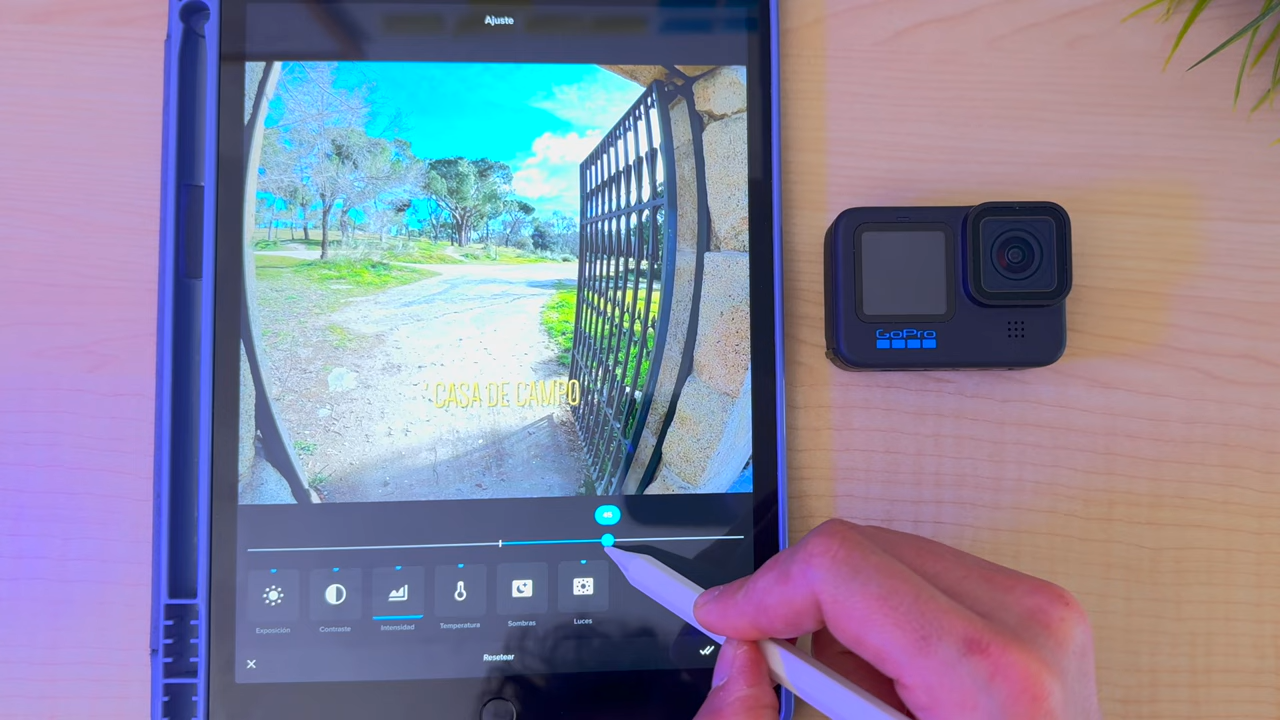 Ajuste
CASA DE CAMPO
GoPro
Exposición
Contraste
Intensidad
Temperatura
Sombras
Luces
Resetear